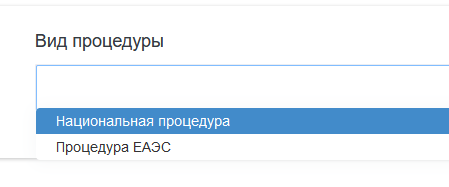 Вид процедуры
Национальная процедура
Процедура ЕАЭС